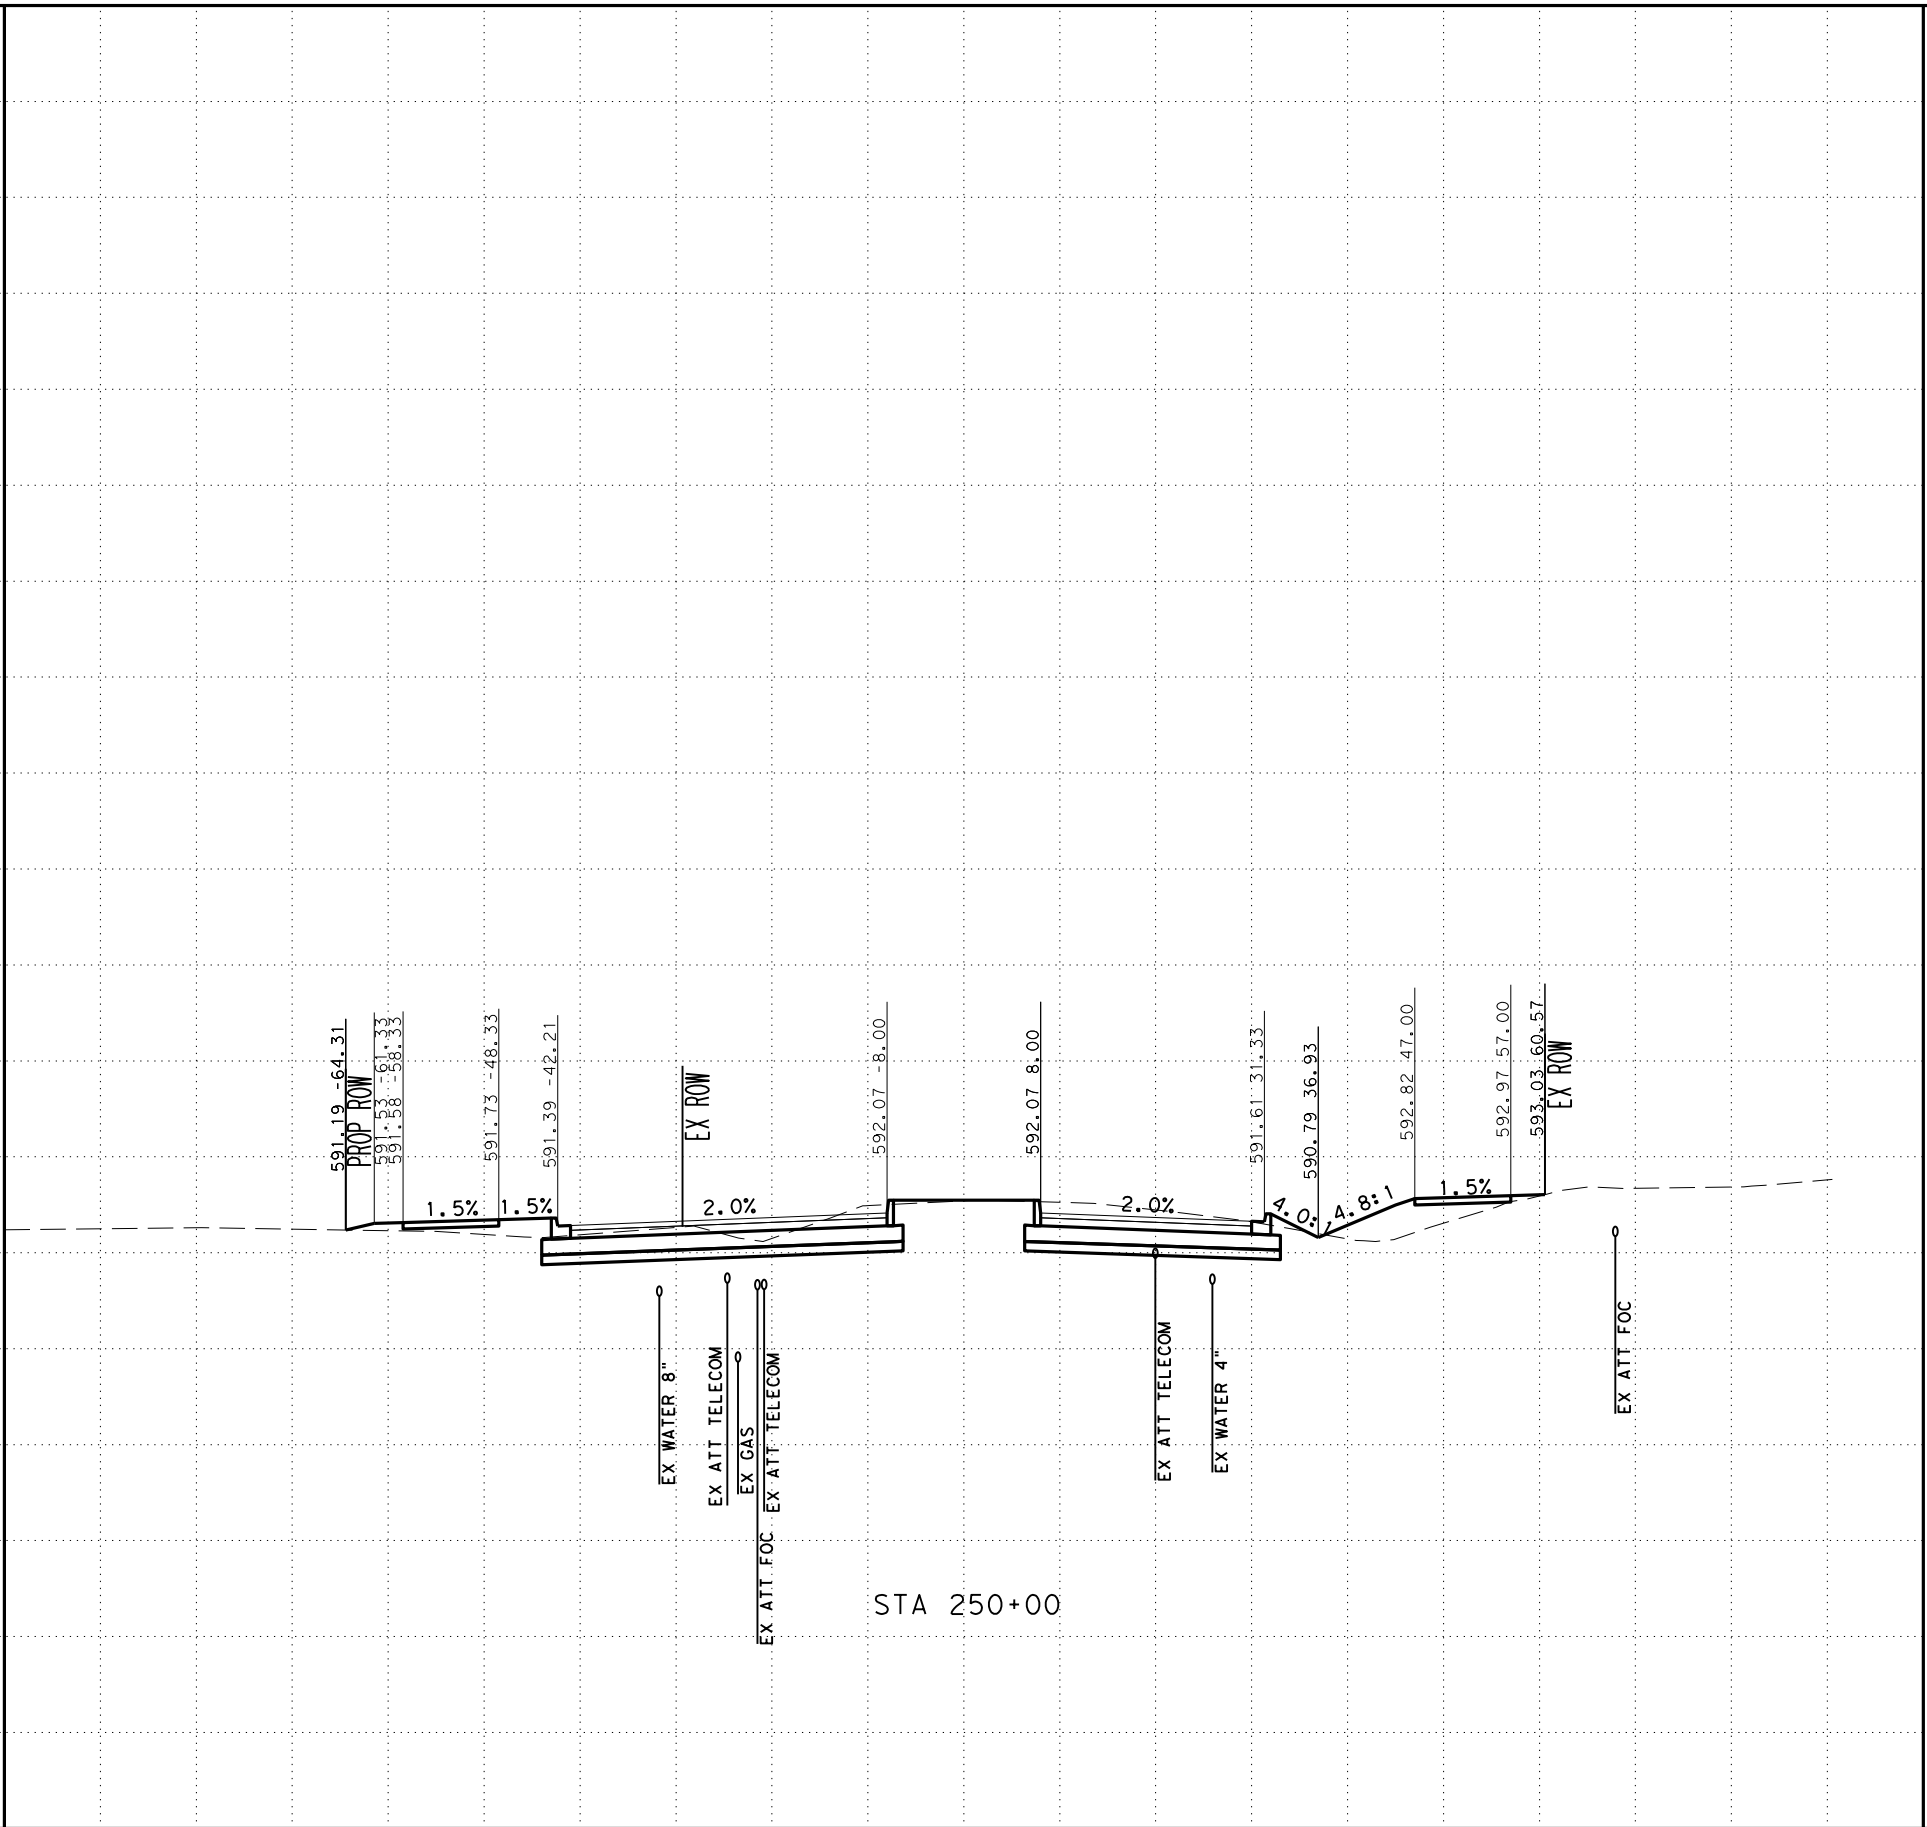 591.19 -64.31
PROP ROW
591.53 -61.33
591.58 -58.33
591.73 -48.33
591.39 -42.21
EX ROW
592.07 -8.00
592.07 8.00
591.61 31.33
590.79 36.93
592.82 47.00
592.97 57.00
593.03 60.57
EX ROW
1.5%
1.5%
2.0%
2.0%
4.0:1
4.8:1
1.5%
EX WATER 8"
EX ATT TELECOM
EX GAS
EX ATT FOC
EX ATT TELECOM
EX ATT TELECOM
EX WATER 4"
EX ATT FOC
STA 250+00